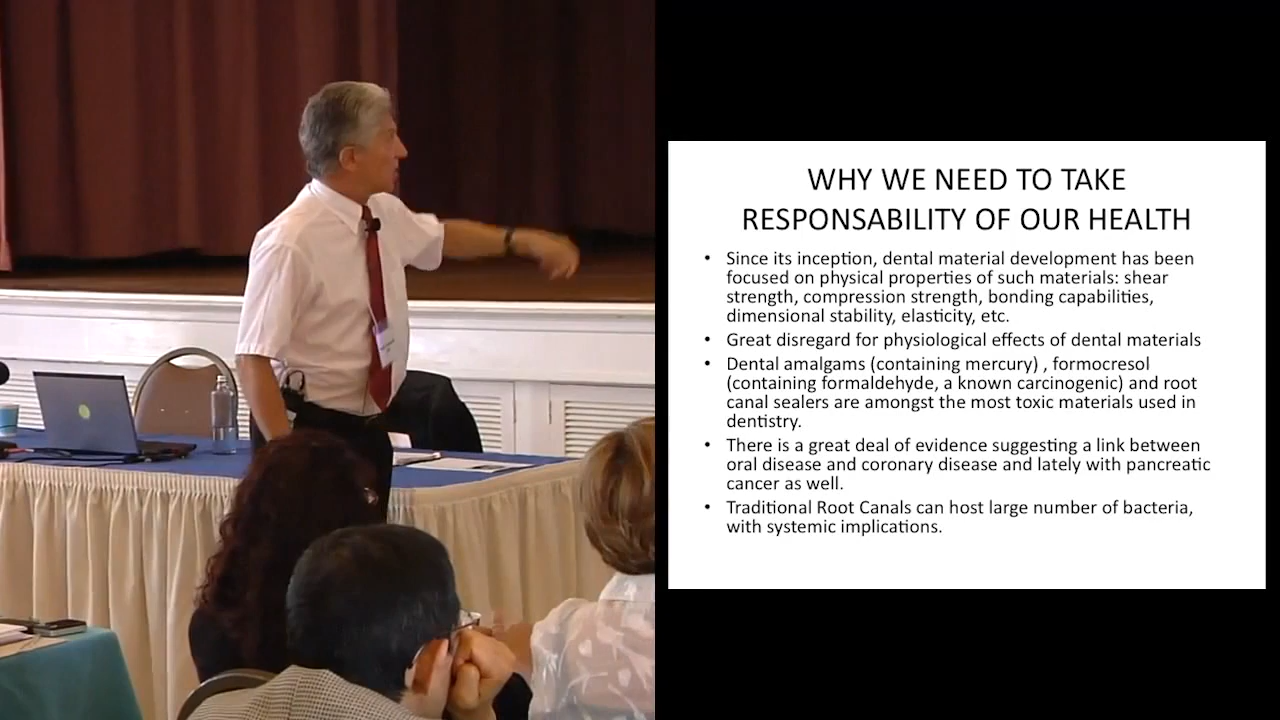 WHY WE NEED TO TAKE
RESPONSABILITY OF OUR HEALTH
• Since its inception, dental material development has been
focused on physical properties of such materials: shear
strength, compression strength, bonding capabilities,
dimensional stability, elasticity, etc.
• Great disregard for physiological effects of dental materials
• Dental amalgams (containing mercury) , formocresol
(containing formaldehyde, a known carcinogenic) and root
canal sealers are amongst the most toxic materials used in
dentistry.
• There is a great deal of evidence suggesting a link between
oral disease and coronary disease and lately with pancreatic
cancer as well.
• Traditional Root Canals can host large number of bacteria,
with systemic implications.